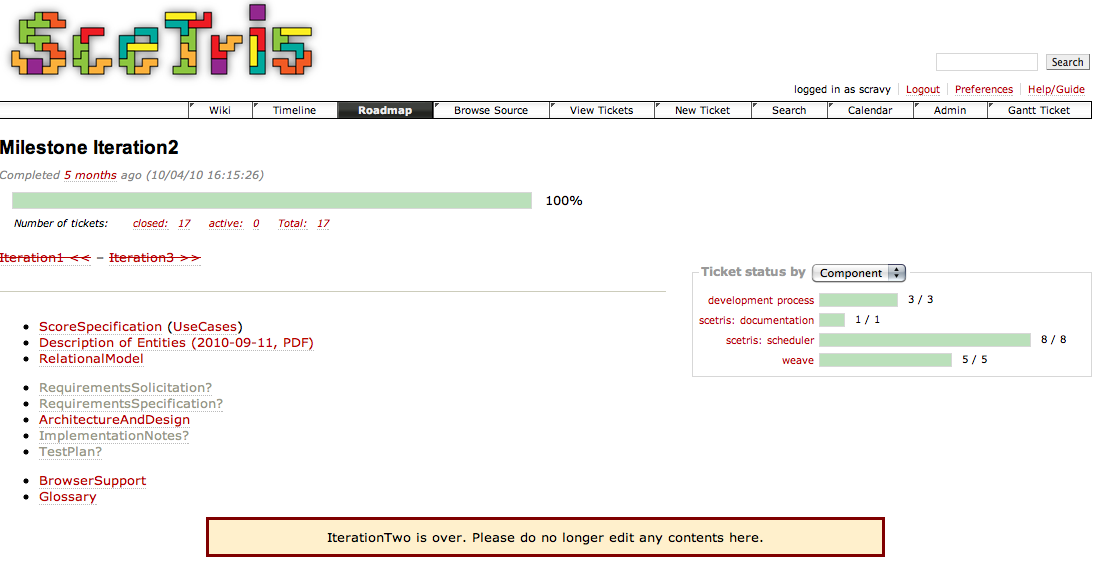 SceTris
Search
logged in as scravy Logout Preferences Help/Guide
Wiki Timeline Roadmap Browse Source View Tickets New Ticket Search Calendar Admin Gantt Ticket
Milestone Iteration2
Completed 5 months ago (10/04/10 16:15:26)
100%
Number of tickets: closed: 17 active: 0 Total: 17
Iteration1 << – Iteration3 >>
Ticket status by Component
development process 3 / 3
scetris: documentation 1 / 1
scetris: scheduler 8 / 8
weave 5 / 5
ScoreSpecification (UseCases)
Description of Entities (2010-09-11, PDF)
RelationalModel
RequirementsSolicitation?
RequirementsSpecification?
ArchitectureAndDesign
ImplementationNotes?
TestPlan?
BrowserSupport
Glossary
IterationTwo is over. Please do no longer edit any contents here.